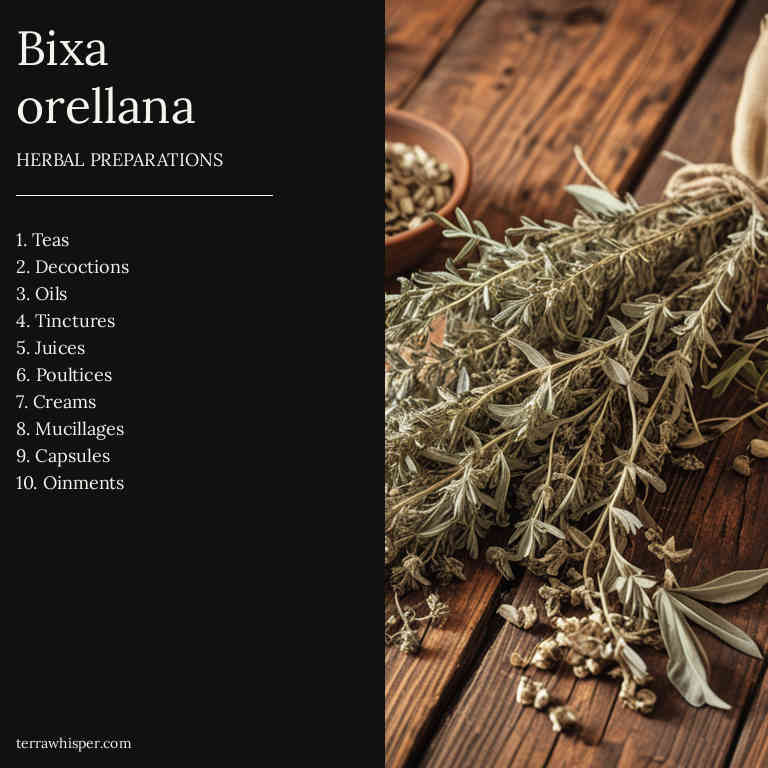 Bixa
orellana
HERBAL PREPARATIONS
1. Teas
2. Decoctions
3. Oils
4. Tinctures
5. Juices
6. Poultices
7. Creams
8. Mucillages
9. Capsules
10. Oinments
terrawhisper.com